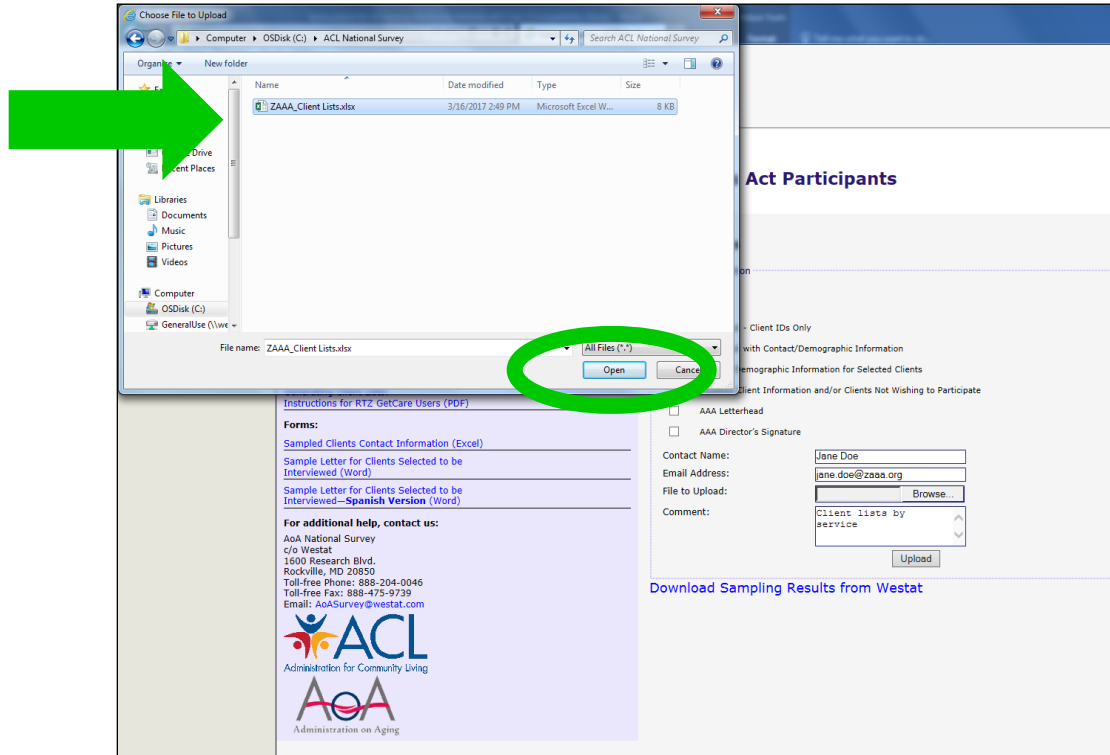 Choose File to Upload
Computer ▸ OSDisk (C:) ▸ ACL National Survey
Search ACL National Survey
Organize ▾ New folder
Name Date modified Type Size
ZAAA_Client Lists.xlsx 3/16/2017 2:49 PM Microsoft Excel W... 8 KB
Drive
Places
Libraries
Documents
Music
Pictures
Videos
Computer
OSDisk (C:)
GeneralUse (\\we
File name: ZAAA_Client Lists.xlsx
All Files (*.*)
Open
Act Participants
- Client IDs Only
with Contact/Demographic Information
Information for Selected Clients
Client Information and/or Clients Not Wishing to Participate
AAA Letterhead
AAA Director's Signature
Contact Name: Jane Doe
Email Address: jane.doe@zaaa.org
File to Upload: Browse...
Comment: Client lists by
service
Upload
Download Sampling Results from Westat
Instructions for RTZ GetCare Users (PDF)
Forms:
Sampled Clients Contact Information (Excel)
Sample Letter for Clients Selected to be
Interviewed (Word)
Sample Letter for Clients Selected to be
Interviewed—Spanish Version (Word)
For additional help, contact us:
AoA National Survey
c/o Westat
1600 Research Blvd.
Rockville, MD 20850
Toll-free Phone: 888-204-0046
Toll-free Fax: 888-475-9739
Email: AoASurvey@westat.com
ACL
Administration for Community Living
AoA
Administration on Aging